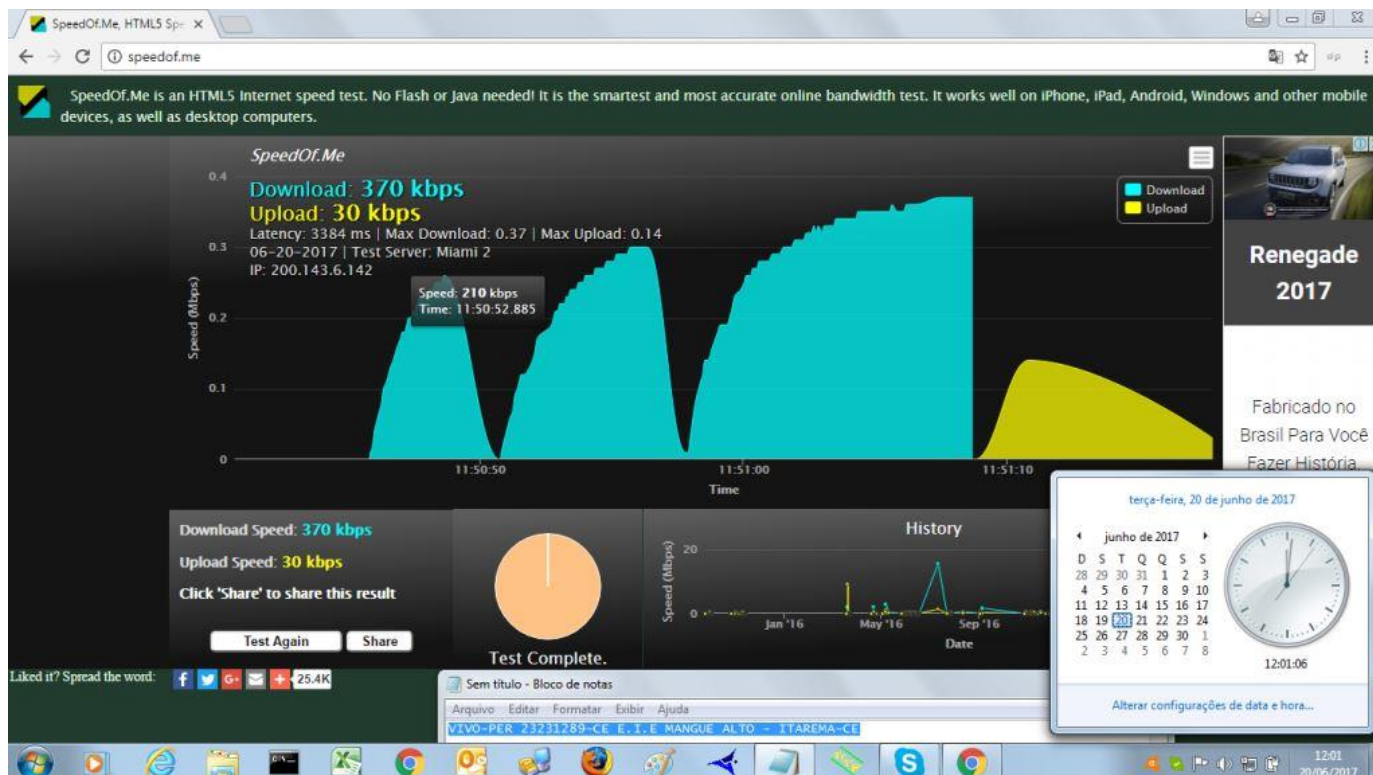 SpeedOf.Me, HTML5 Spe
speedof.me
SpeedOf.Me is an HTML5 Internet speed test. No Flash or Java needed! It is the smartest and most accurate online bandwidth test. It works well on iPhone, iPad, Android, Windows and other mobile
devices, as well as desktop computers.
SpeedOf.Me
Download: 370 kbps
Upload: 30 kbps
Latency: 3384 ms | Max Download: 0.37 | Max Upload: 0.14
06-20-2017 | Test Server: Miami 2
IP: 200.143.6.142
Speed: 210 kbps
Time: 11:50:52.885
Download
Upload
0.4
0.3
0.2
0.1
0
Speed (Mbps)
11:50:50
11:51:00
11:51:10
Time
Renegade
2017
Fabricado no
Brasil Para Você
Fazer História.
Download Speed: 370 kbps
Upload Speed: 30 kbps
Click 'Share' to share this result
Test Again
Share
Test Complete.
History
Speed (Mbps)
20
0
Jan '16
May '16
Sep '16
Date
terça-feira, 20 de junho de 2017
junho de 2017
D S T Q Q S S
28 29 30 31 1 2 3
4 5 6 7 8 9 10
11 12 13 14 15 16 17
18 19 20 21 22 23 24
25 26 27 28 29 30 1
2 3 4 5 6 7 8
12:01:06
Alterar configurações de data e hora...
Liked it? Spread the word:
f
G+
25.4K
Sem título - Bloco de notas
Arquivo Editar Formatar Exibir Ajuda
VIVO-PER 23231289-CE E.I.E MANGUE ALTO - ITAREMA-CE
12:01
20/06/2017